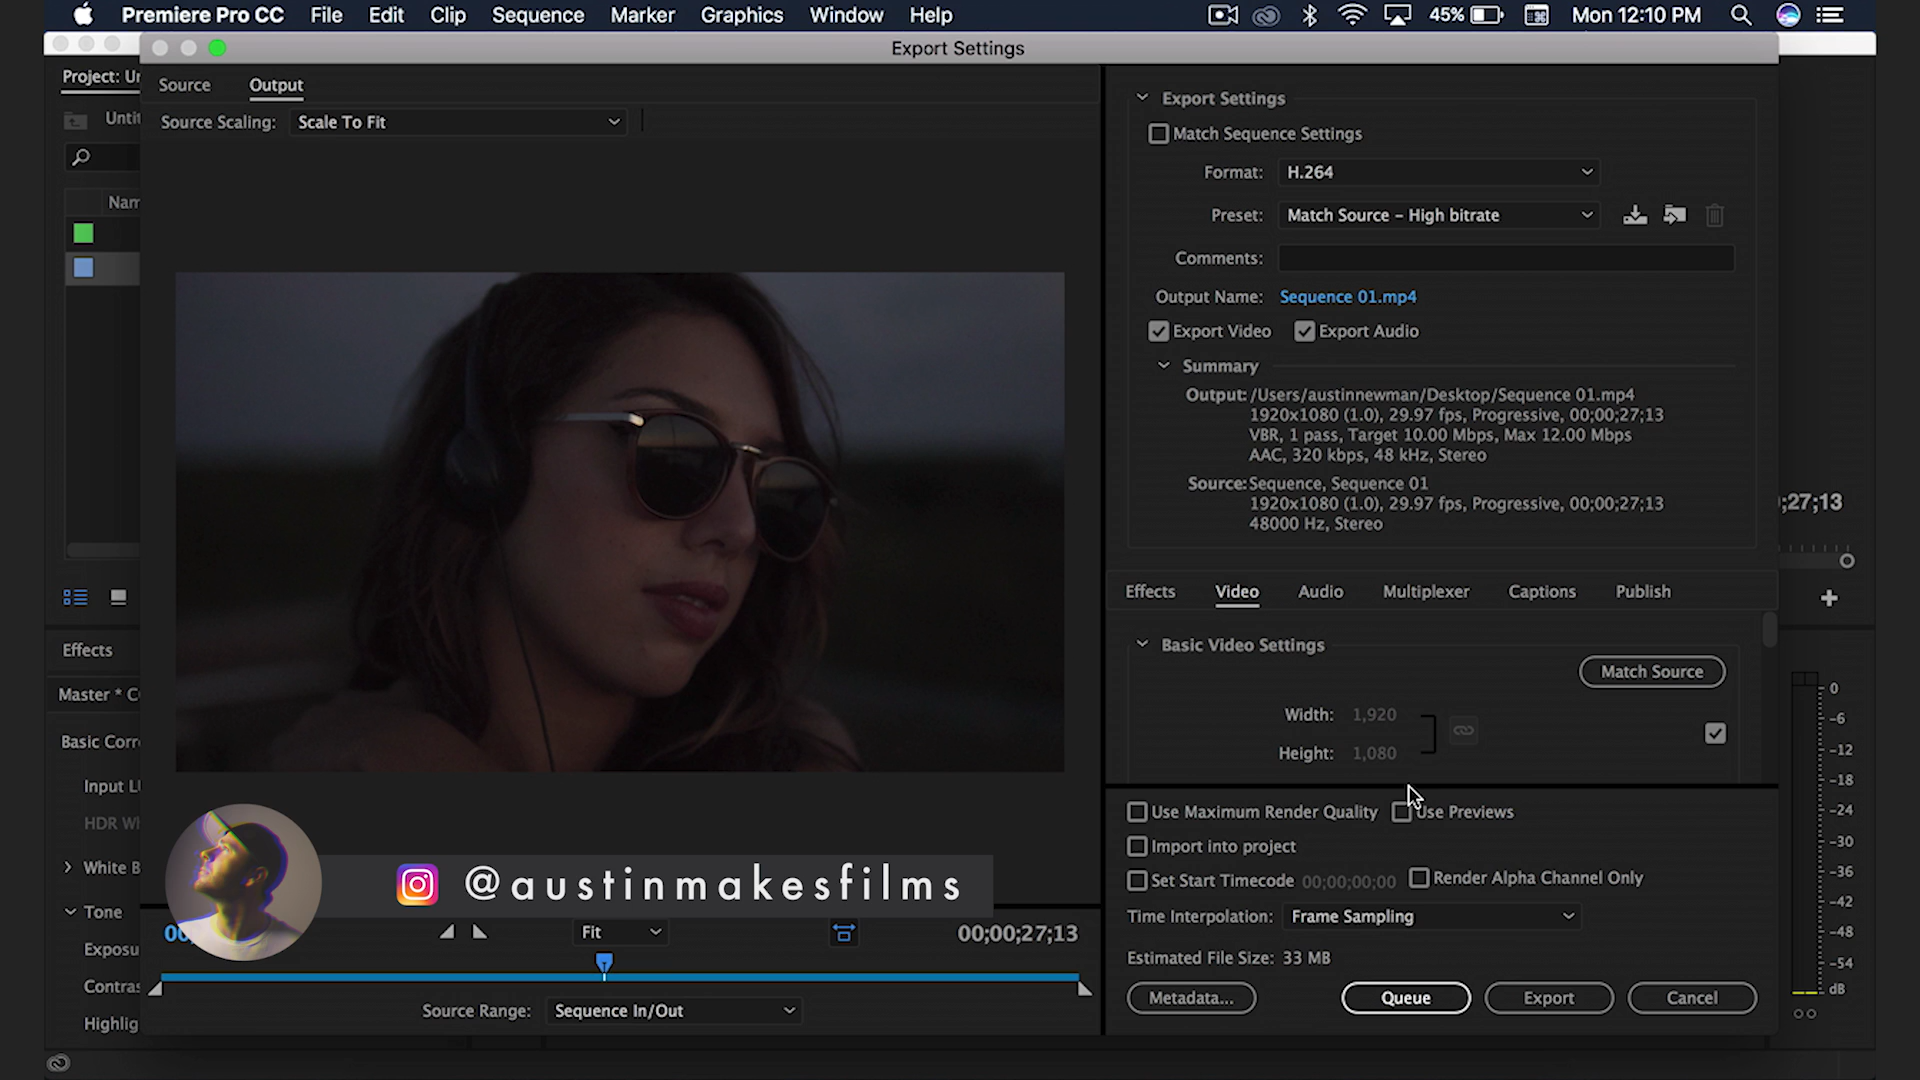 Premiere Pro CC File Edit Clip Sequence Marker Graphics Window Help 45% Mon 12:10 PM
Export Settings
Project: Un
Source Output
Source Scaling: Scale To Fit
Untit
Nam
Effects
Master * C
Basic Corre
Input LU
HDR Wh
White B
Tone
Exposu
Contras
Highlig
@austinmakesfilms
00;
Fit
00;00;27;13
Source Range: Sequence In/Out
Export Settings
Match Sequence Settings
Format: H.264
Preset: Match Source – High bitrate
Comments:
Output Name: Sequence 01.mp4
Export Video Export Audio
Summary
Output: /Users/austinnewman/Desktop/Sequence 01.mp4
1920x1080 (1.0), 29.97 fps, Progressive, 00;00;27;13
VBR, 1 pass, Target 10.00 Mbps, Max 12.00 Mbps
AAC, 320 kbps, 48 kHz, Stereo
Source: Sequence, Sequence 01
1920x1080 (1.0), 29.97 fps, Progressive, 00;00;27;13
48000 Hz, Stereo
Effects Video Audio Multiplexer Captions Publish
Basic Video Settings
Match Source
Width: 1,920
Height: 1,080
Use Maximum Render Quality Use Previews
Import into project
Set Start Timecode 00;00;00;00 Render Alpha Channel Only
Time Interpolation: Frame Sampling
Estimated File Size: 33 MB
Metadata... Queue Export Cancel
;27;13
0
-6
-12
-18
-24
-30
-36
-42
-48
-54
dB